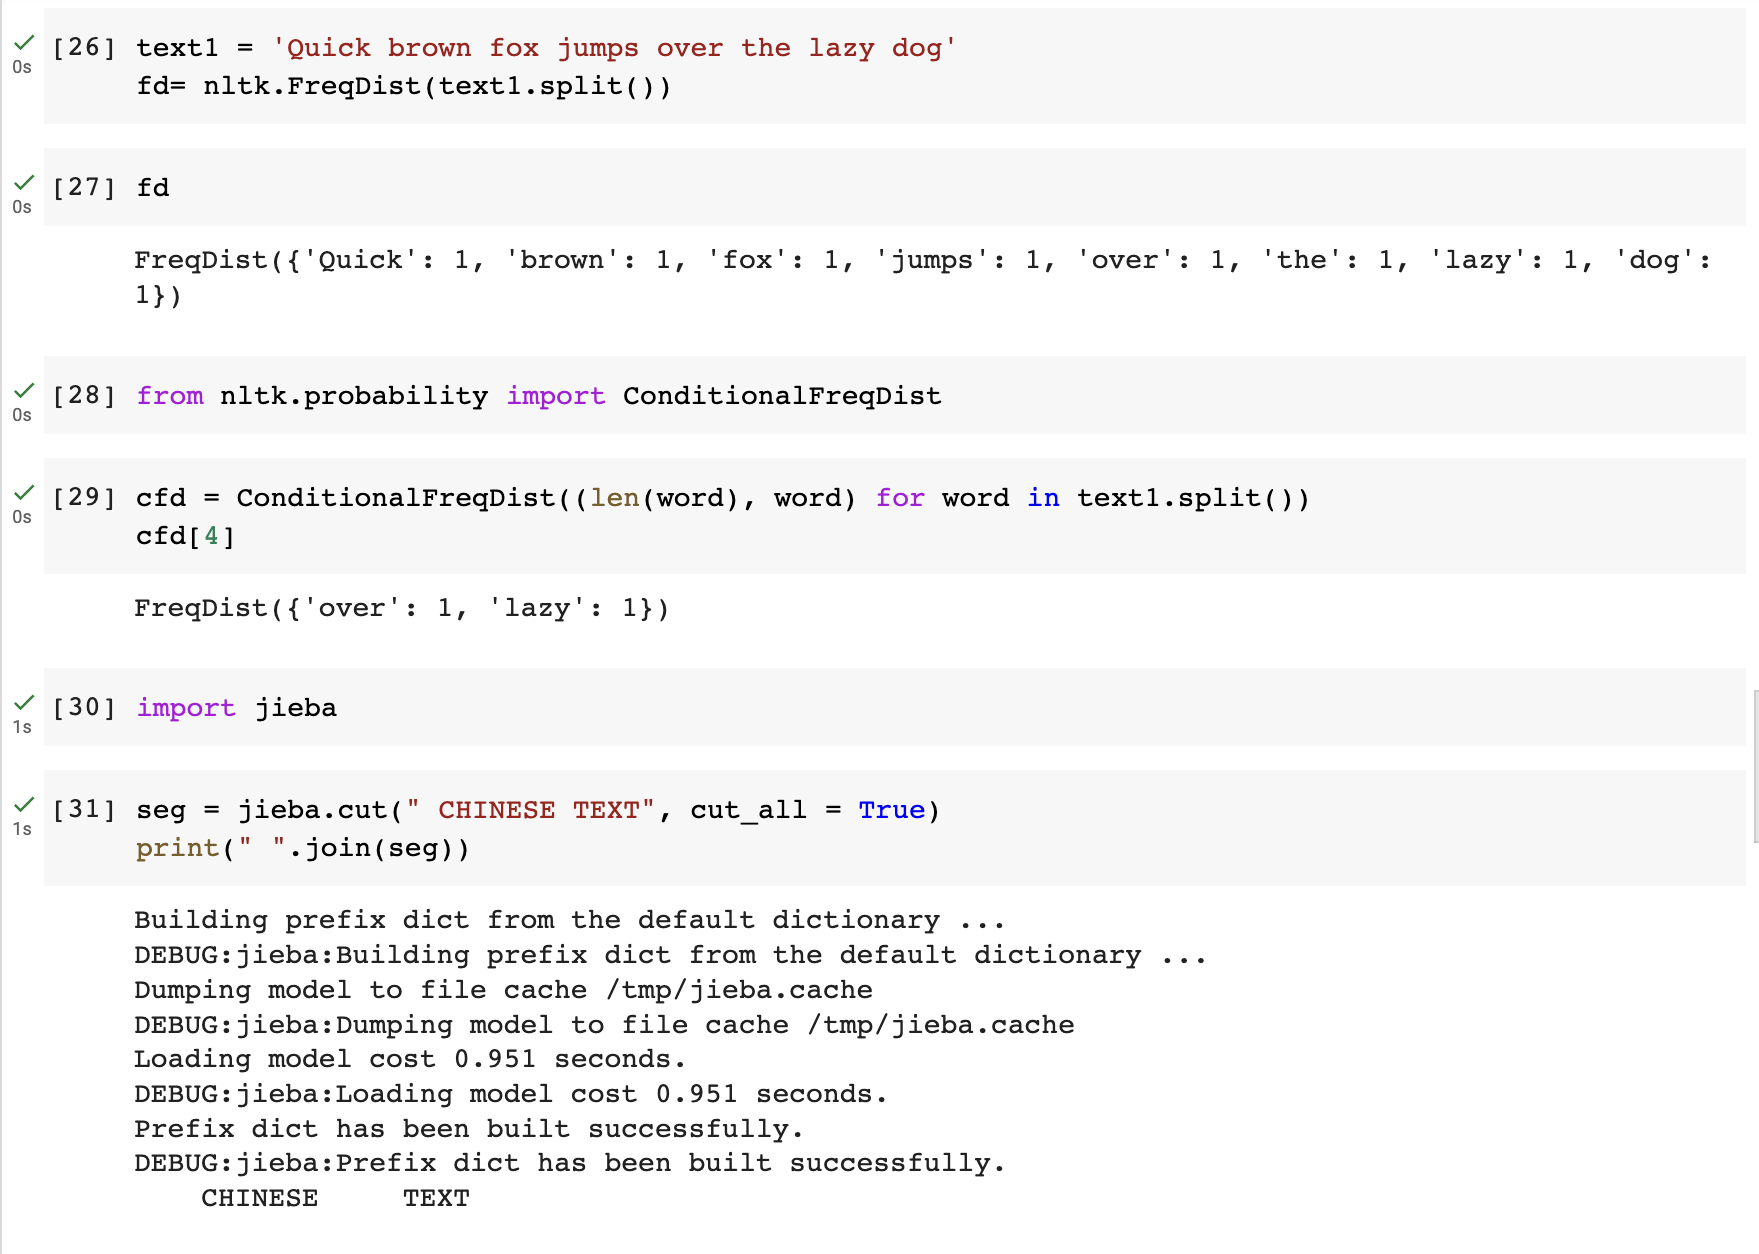 [26] text1 = 'Quick brown fox jumps over the lazy dog'
0s
fd= nltk.FreqDist(text1.split())
[27] fd
0s
FreqDist({'Quick': 1, 'brown': 1, 'fox': 1, 'jumps': 1, 'over': 1, 'the': 1, 'lazy': 1, 'dog':
1})
[28] from nltk.probability import ConditionalFreqDist
0s
[29] cfd = ConditionalFreqDist((len(word), word) for word in text1.split())
0s
cfd[4]
FreqDist({'over': 1, 'lazy': 1})
[30] import jieba
1s
[31] seg = jieba.cut(" CHINESE TEXT", cut_all = True)
1s
print(" ".join(seg))
Building prefix dict from the default dictionary ...
DEBUG:jieba:Building prefix dict from the default dictionary ...
Dumping model to file cache /tmp/jieba.cache
DEBUG:jieba:Dumping model to file cache /tmp/jieba.cache
Loading model cost 0.951 seconds.
DEBUG:jieba:Loading model cost 0.951 seconds.
Prefix dict has been built successfully.
DEBUG:jieba:Prefix dict has been built successfully.
    CHINESE     TEXT